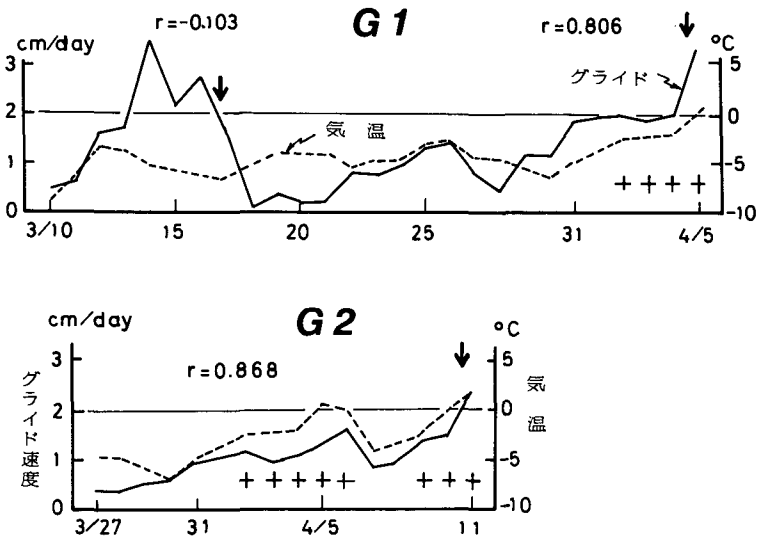 G1
r=-0.103
r=0.806
cm/day
°C
グライド
気温
3
2
1
0
5
0
-5
-10
+ + + +
3/10 15 20 25 31 4/5
G2
cm/day
°C
r=0.868
グライド速度
気温
3
2
1
0
5
0
-5
-10
+ + + + + + + +
3/27 31 4/5 11